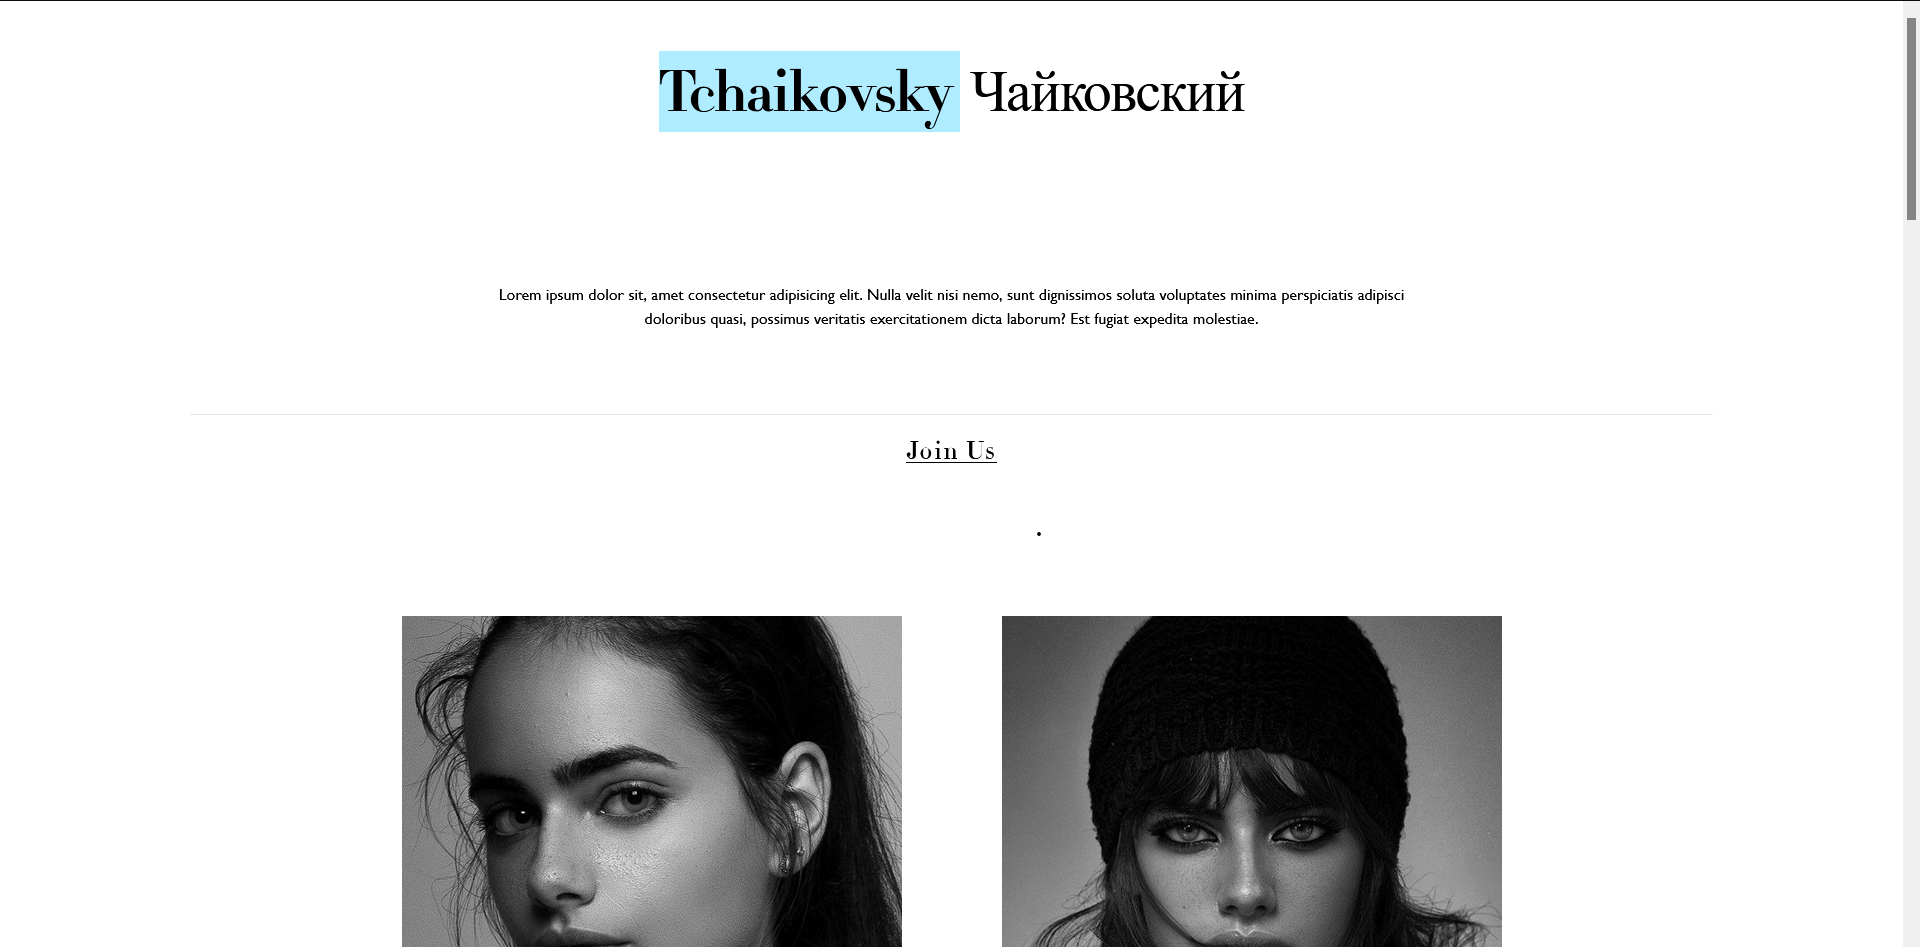 Tchaikovsky Чайковский
Lorem ipsum dolor sit, amet consectetur adipisicing elit. Nulla velit nisi nemo, sunt dignissimos soluta voluptates minima perspiciatis adipisci
doloribus quasi, possimus veritatis exercitationem dicta laborum? Est fugiat expedita molestiae.
Join Us